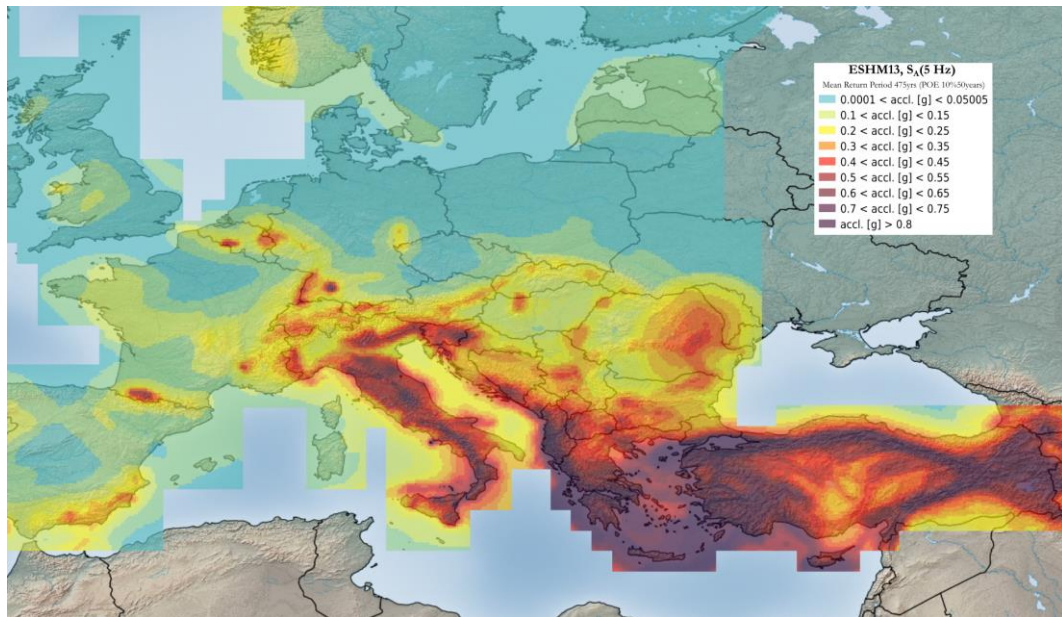 ESHM13, SA(5 Hz)
Mean Return Period 475yrs (POE 10%50years)
0.0001 < accl. [g] < 0.05005
0.1 < accl. [g] < 0.15
0.2 < accl. [g] < 0.25
0.3 < accl. [g] < 0.35
0.4 < accl. [g] < 0.45
0.5 < accl. [g] < 0.55
0.6 < accl. [g] < 0.65
0.7 < accl. [g] < 0.75
accl. [g] > 0.8